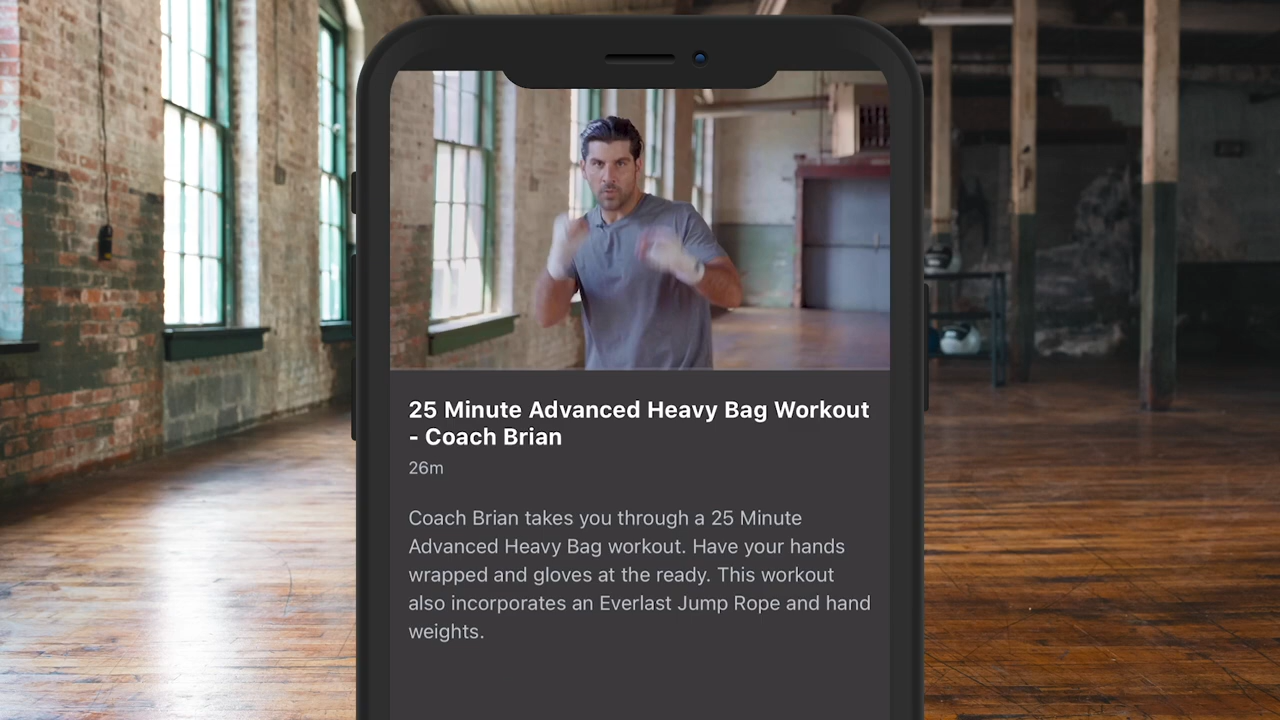 25 Minute Advanced Heavy Bag Workout
- Coach Brian
26m
Coach Brian takes you through a 25 Minute
Advanced Heavy Bag workout. Have your hands
wrapped and gloves at the ready. This workout
also incorporates an Everlast Jump Rope and hand
weights.